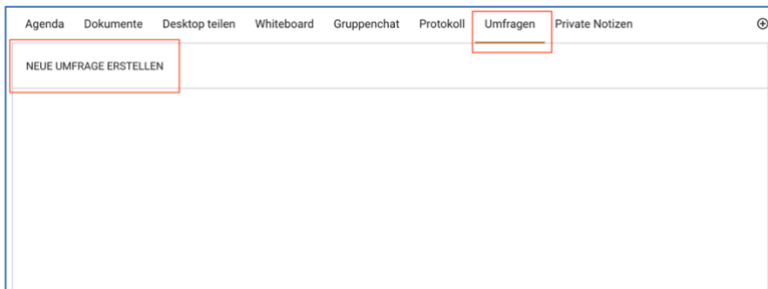 Agenda Dokumente Desktop teilen Whiteboard Gruppenchat Protokoll Umfragen Private Notizen
NEUE UMFRAGE ERSTELLEN